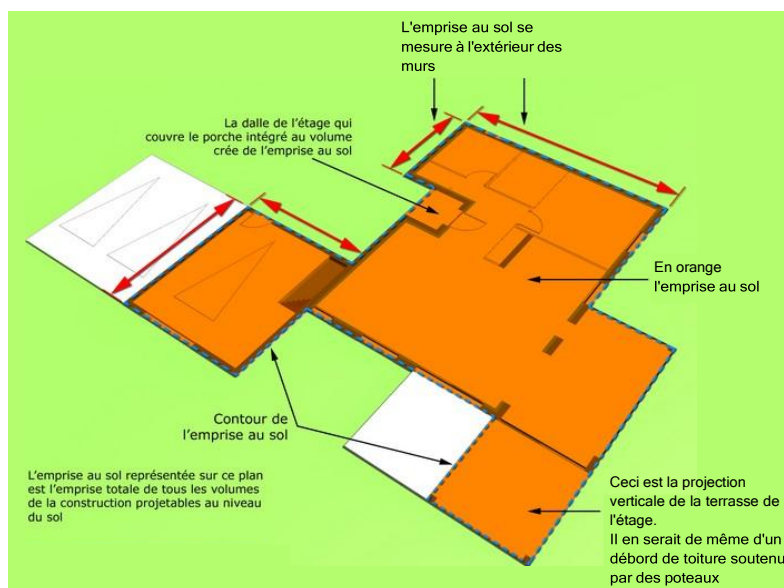 L'emprise au sol se
mesure à l'extérieur des
murs
La dalle de l'étage qui
couvre le porche intégré au volume
crée de l'emprise au sol
En orange
l'emprise au sol
Contour de
l'emprise au sol
L'emprise au sol représentée sur ce plan
est l'emprise totale de tous les volumes
de la construction projetables au niveau
du sol
Ceci est la projection
verticale de la terrasse de
l'étage.
Il en serait de même d'un
débord de toiture soutenu
par des poteaux